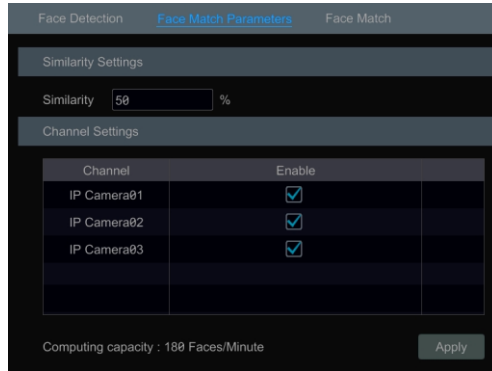 Face Detection Face Match Parameters Face Match
Similarity Settings
Similarity 50 %
Channel Settings
Channel Enable
IP Camera01
IP Camera02
IP Camera03
Computing capacity : 180 Faces/Minute Apply